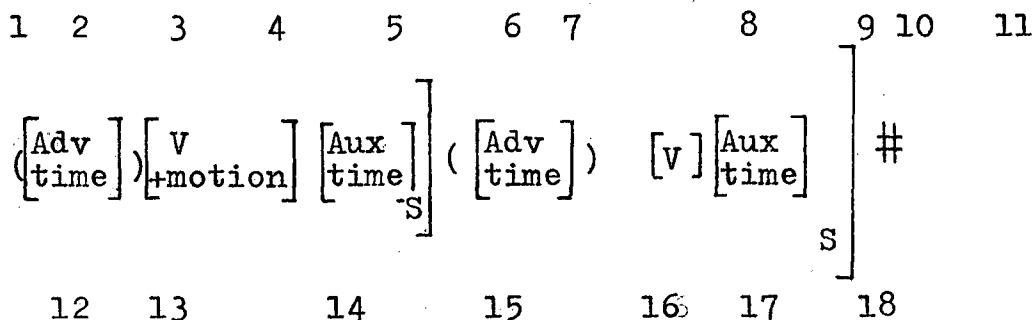 1 2 3 4 5 6 7 8 9 10 11
([Adv time])[V +motion] [Aux time]S] ([Adv time]) [V][Aux time] S] #
12 13 14 15 16 17 18